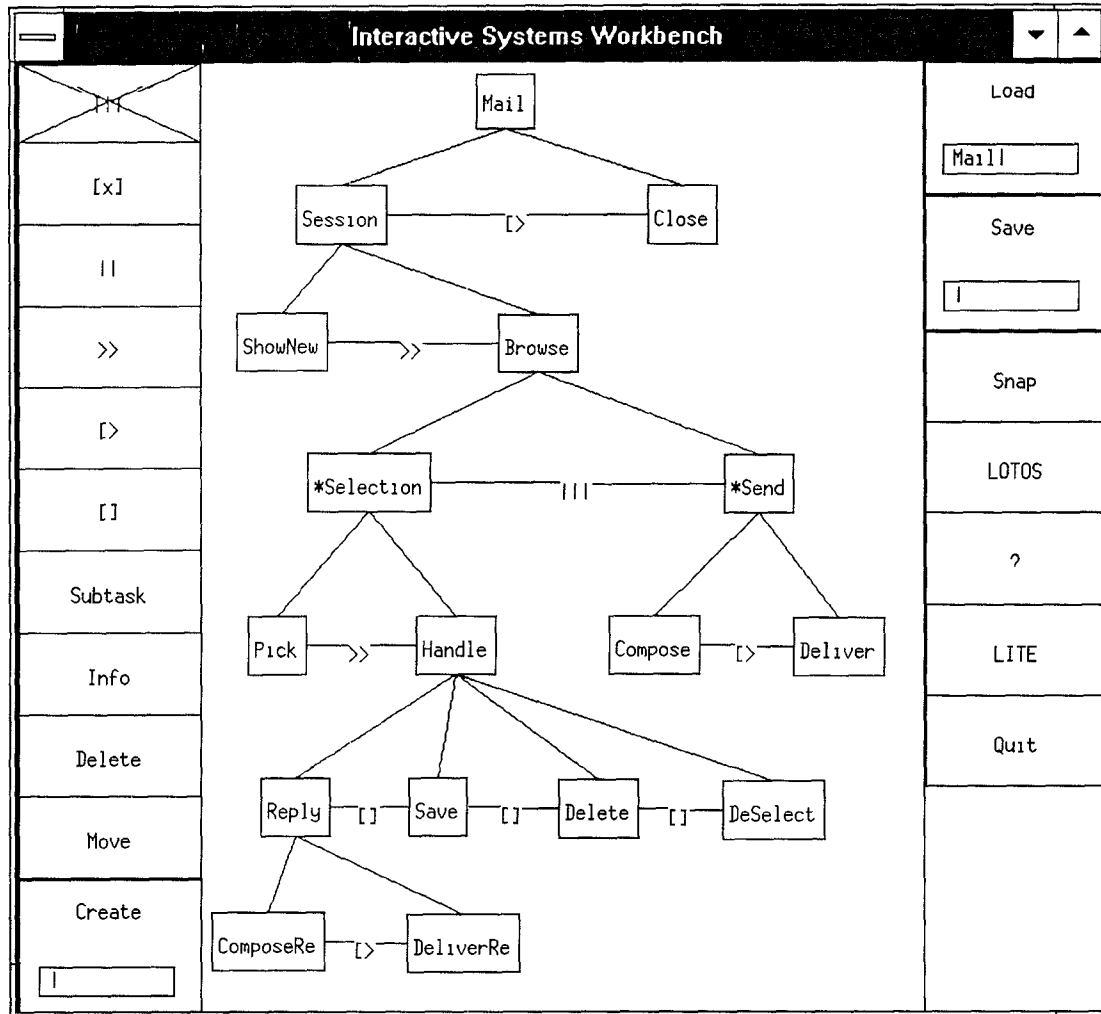 Interactive Systems Workbench
|||
[x]
||
>>
[>
[]
Subtask
Info
Delete
Move
Create
Mail
Session
[>
Close
ShowNew
>>
Browse
*Selection
|||
*Send
Pick
>>
Handle
Compose
[>
Deliver
Reply
[]
Save
[]
Delete
[]
DeSelect
ComposeRe
[>
DeliverRe
Load
Mail|
Save
|
Snap
LOTOS
?
LITE
Quit